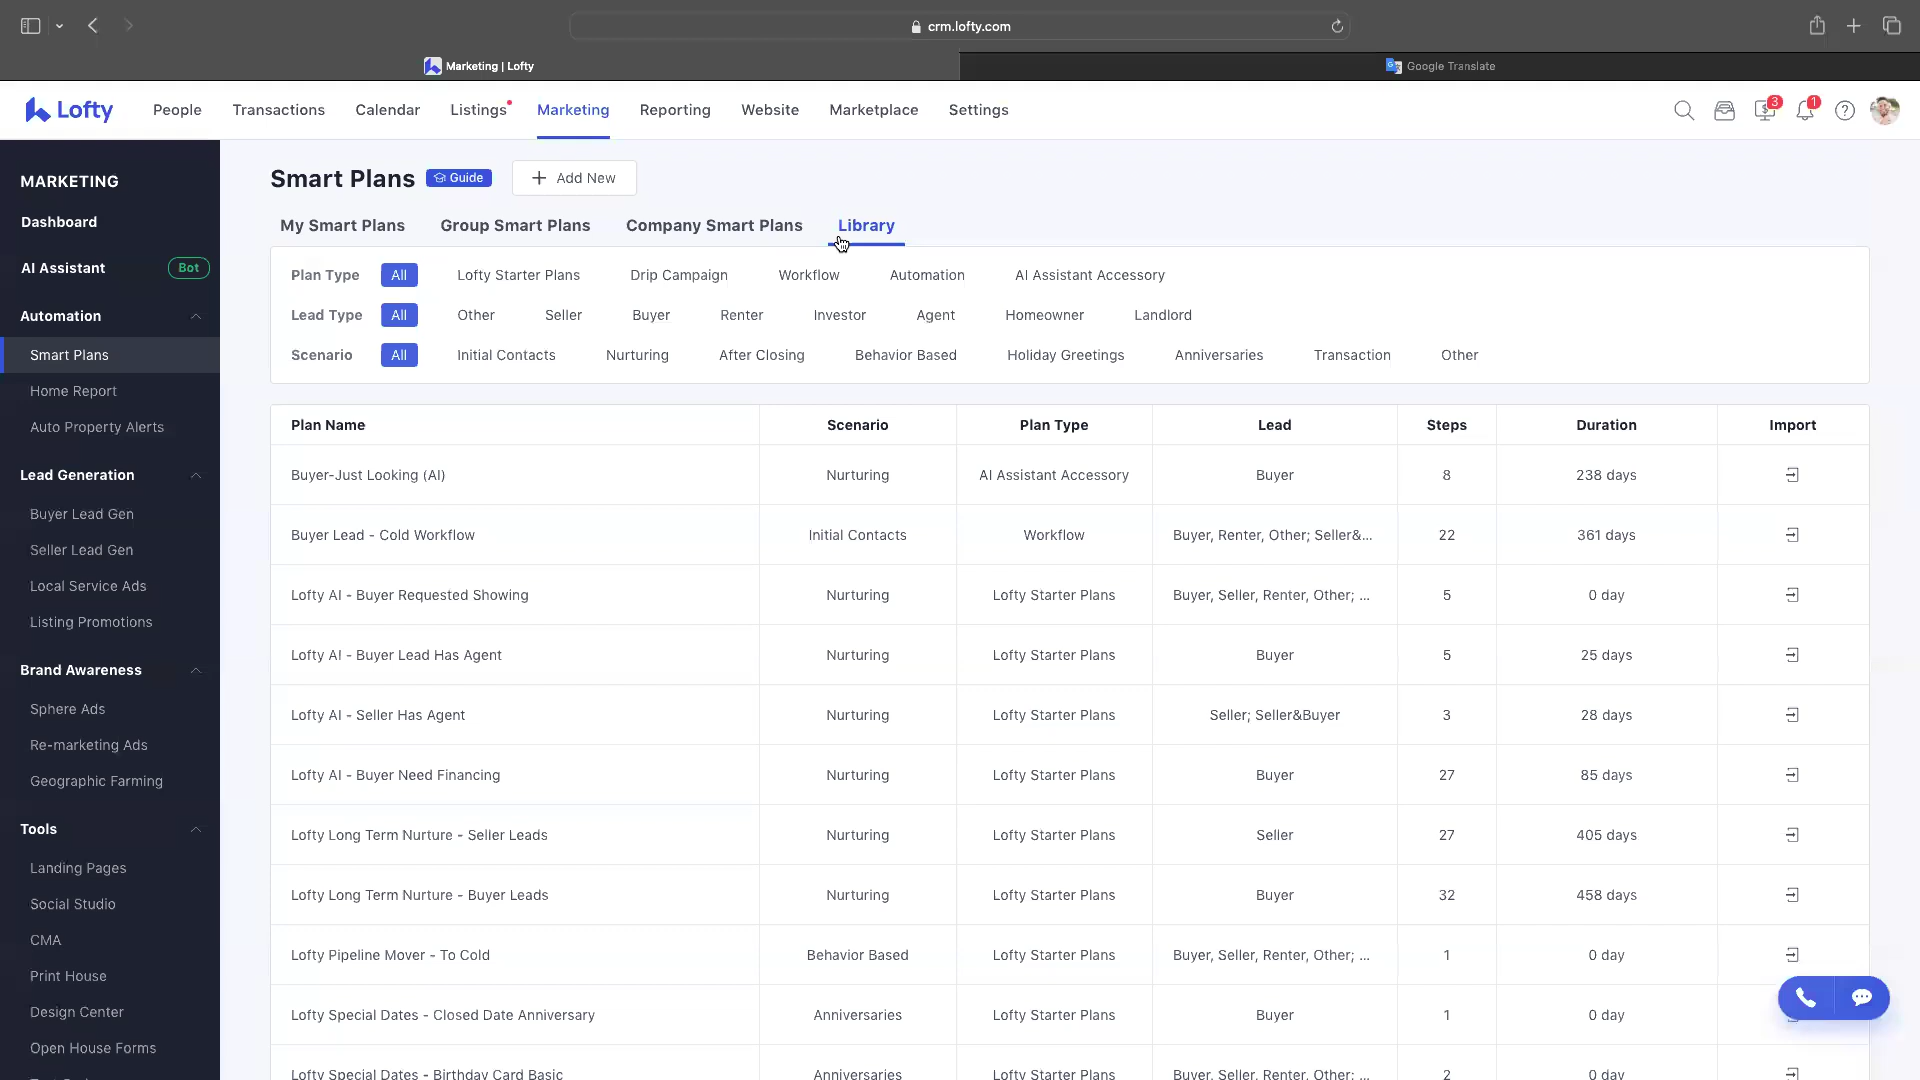 crm.lofty.com
Marketing | Lofty
Google Translate
Lofty
People
Transactions
Calendar
Listings
Marketing
Reporting
Website
Marketplace
Settings
3
1
MARKETING
Dashboard
AI Assistant
Bot
Automation
Smart Plans
Home Report
Auto Property Alerts
Lead Generation
Buyer Lead Gen
Seller Lead Gen
Local Service Ads
Listing Promotions
Brand Awareness
Sphere Ads
Re-marketing Ads
Geographic Farming
Tools
Landing Pages
Social Studio
CMA
Print House
Design Center
Open House Forms
Smart Plans
Guide
Add New
My Smart Plans
Group Smart Plans
Company Smart Plans
Library
Plan Type All Lofty Starter Plans Drip Campaign Workflow Automation AI Assistant Accessory
Lead Type All Other Seller Buyer Renter Investor Agent Homeowner Landlord
Scenario All Initial Contacts Nurturing After Closing Behavior Based Holiday Greetings Anniversaries Transaction Other
Plan Name Scenario Plan Type Lead Steps Duration Import
Buyer-Just Looking (AI) Nurturing AI Assistant Accessory Buyer 8 238 days
Buyer Lead - Cold Workflow Initial Contacts Workflow Buyer, Renter, Other; Seller&... 22 361 days
Lofty AI - Buyer Requested Showing Nurturing Lofty Starter Plans Buyer, Seller, Renter, Other; ... 5 0 day
Lofty AI - Buyer Lead Has Agent Nurturing Lofty Starter Plans Buyer 5 25 days
Lofty AI - Seller Has Agent Nurturing Lofty Starter Plans Seller; Seller&Buyer 3 28 days
Lofty AI - Buyer Need Financing Nurturing Lofty Starter Plans Buyer 27 85 days
Lofty Long Term Nurture - Seller Leads Nurturing Lofty Starter Plans Seller 27 405 days
Lofty Long Term Nurture - Buyer Leads Nurturing Lofty Starter Plans Buyer 32 458 days
Lofty Pipeline Mover - To Cold Behavior Based Lofty Starter Plans Buyer, Seller, Renter, Other; ... 1 0 day
Lofty Special Dates - Closed Date Anniversary Anniversaries Lofty Starter Plans Buyer 1 0 day
Lofty Special Dates - Birthday Card Basic Anniversaries Lofty Starter Plans Buyer, Seller, Renter, Other; ... 2 0 day